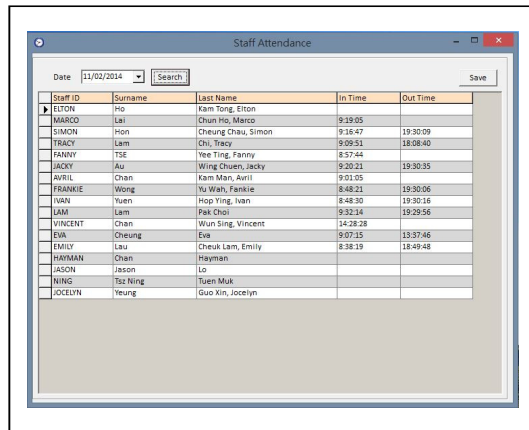 Staff Attendance
Date 11/02/2014 Search Save
Staff ID Surname Last Name In Time Out Time
ELTON Ho Kam Tong, Elton
MARCO Lai Chun Ho, Marco 9:19:05
SIMON Hon Cheung Chau, Simon 9:16:47 19:30:09
TRACY Lam Chi, Tracy 9:09:51 18:08:40
FANNY TSE Yee Ting, Fanny 8:57:44
JACKY Au Wing Chuen, Jacky 9:20:21 19:30:35
AVRIL Chan Kam Man, Avril 9:01:05
FRANKIE Wong Yu Wah, Fankie 8:48:21 19:30:06
IVAN Yuen Hop Ying, Ivan 8:48:30 19:30:16
LAM Lam Pak Choi 9:32:14 19:29:56
VINCENT Chan Wun Sing, Vincent 14:28:28
EVA Cheung Eva 9:07:15 13:37:46
EMILY Lau Cheuk Lam, Emily 8:38:19 18:49:48
HAYMAN Chan Hayman
JASON Jason Lo
NING Tsz Ning Tuen Muk
JOCELYN Yeung Guo Xin, Jocelyn